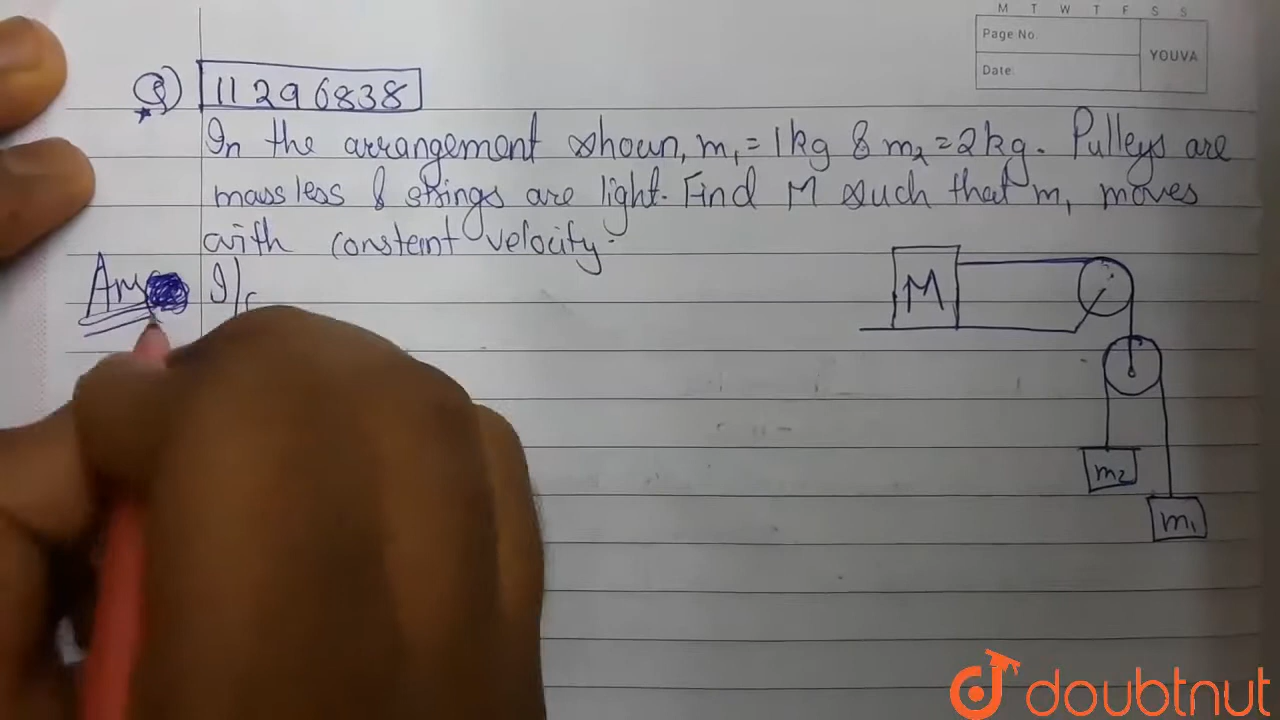 M T W T F S S
Page No.
YOUVA
Date:
Q) 11296838
In the arrangement shown, m₁ = 1kg & m₂ = 2kg. Pulleys are
massless & strings are light. Find M such that m₁ moves
with constant velocity.
M
m₂
m₁
doubtnut